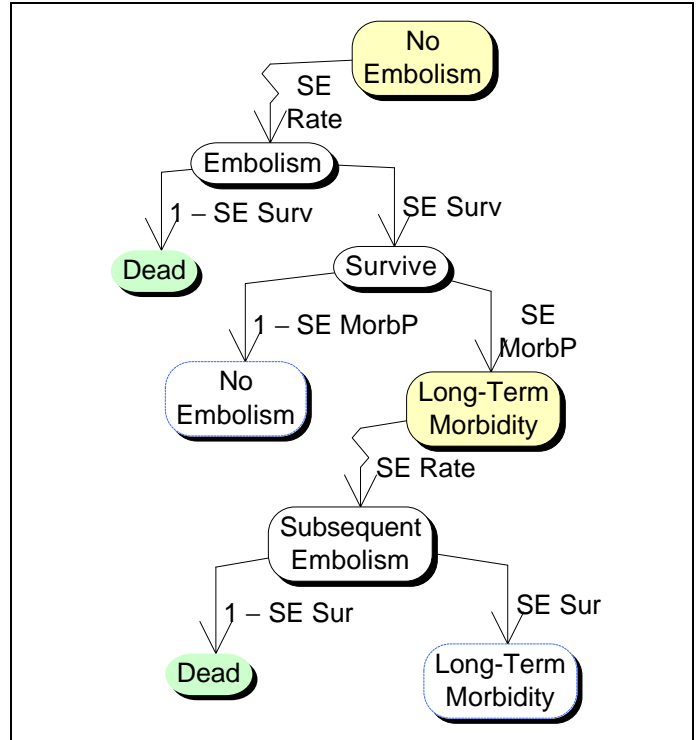 No
Embolism
SE
Rate
Embolism
1 – SE Surv
SE Surv
Dead
Survive
1 – SE MorbP
SE
MorbP
No
Embolism
Long-Term
Morbidity
SE Rate
Subsequent
Embolism
1 – SE Sur
SE Sur
Dead
Long-Term
Morbidity